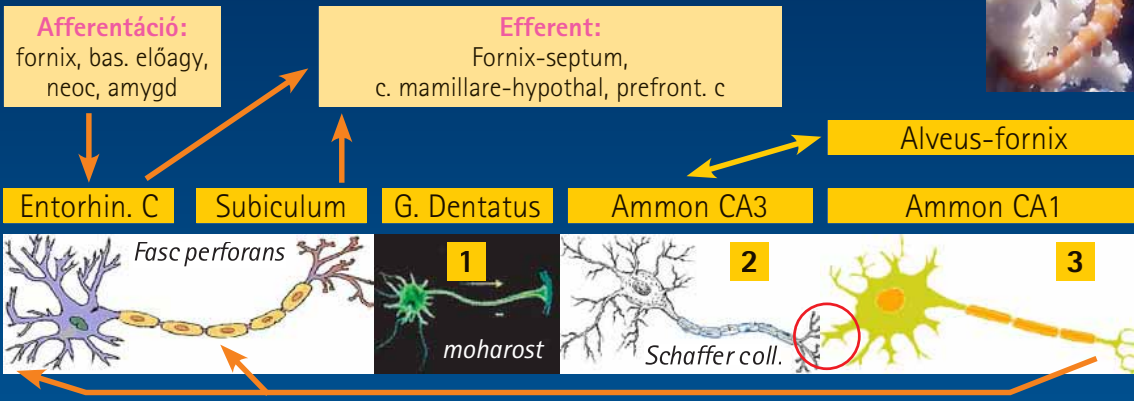 Afferentáció:
fornix, bas. előagy,
neoc, amygd
Efferent:
Fornix-septum,
c. mamillare-hypothal, prefront. c
Alveus-fornix
Entorhin. C
Subiculum
G. Dentatus
Ammon CA3
Ammon CA1
Fasc perforans
1
moharost
2
Schaffer coll.
3